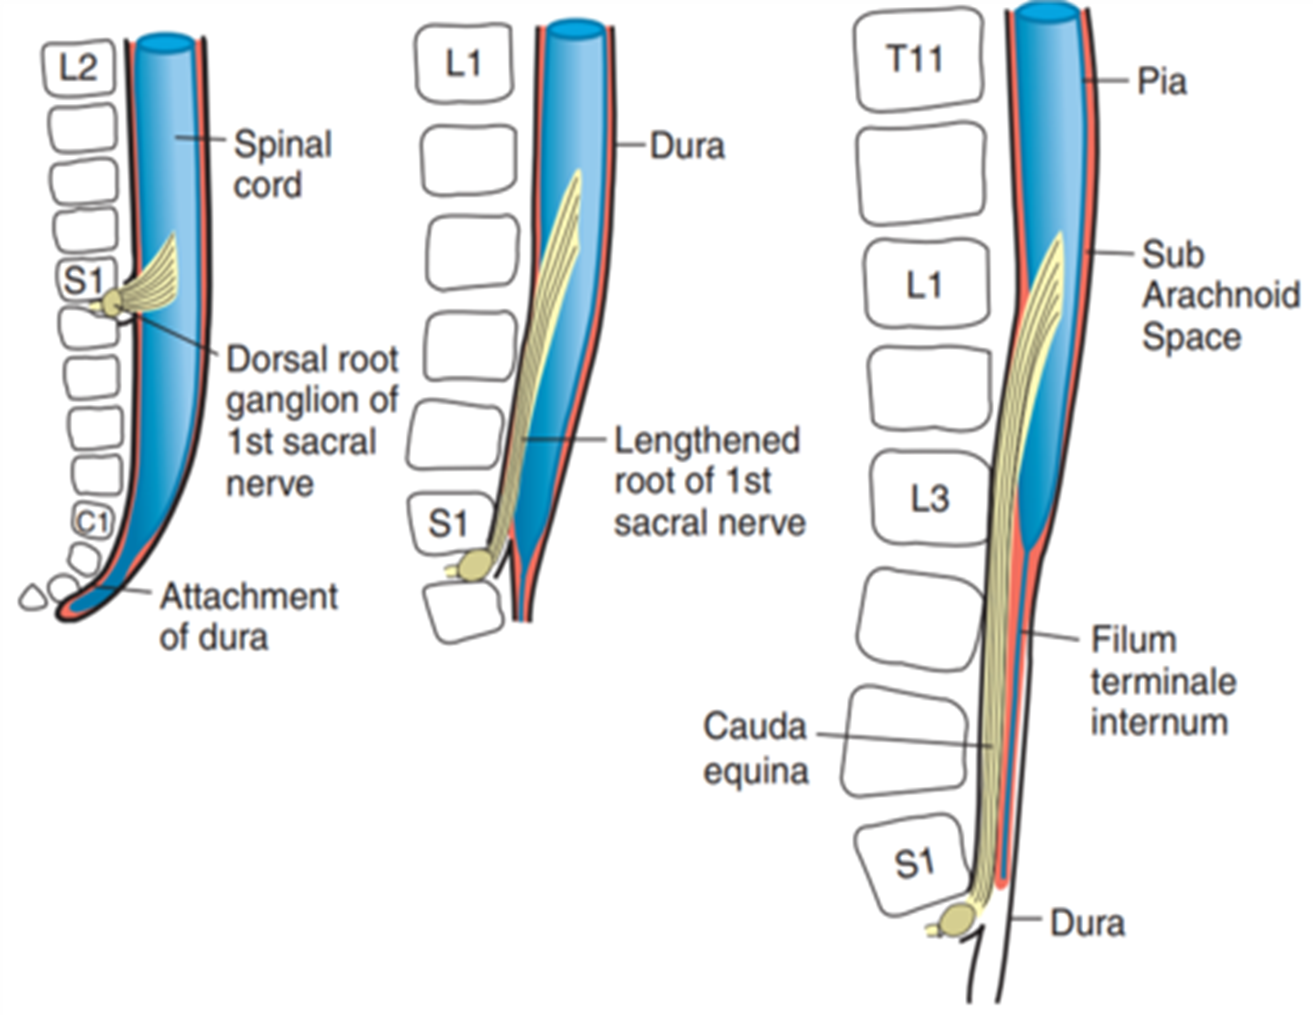 L2
Spinal
cord
S1
Dorsal root
ganglion of
1st sacral
nerve
C1
Attachment
of dura
L1
Dura
Lengthened
root of 1st
sacral nerve
S1
T11
Pia
L1
Sub
Arachnoid
Space
L3
Filum
terminale
internum
Cauda
equina
S1
Dura